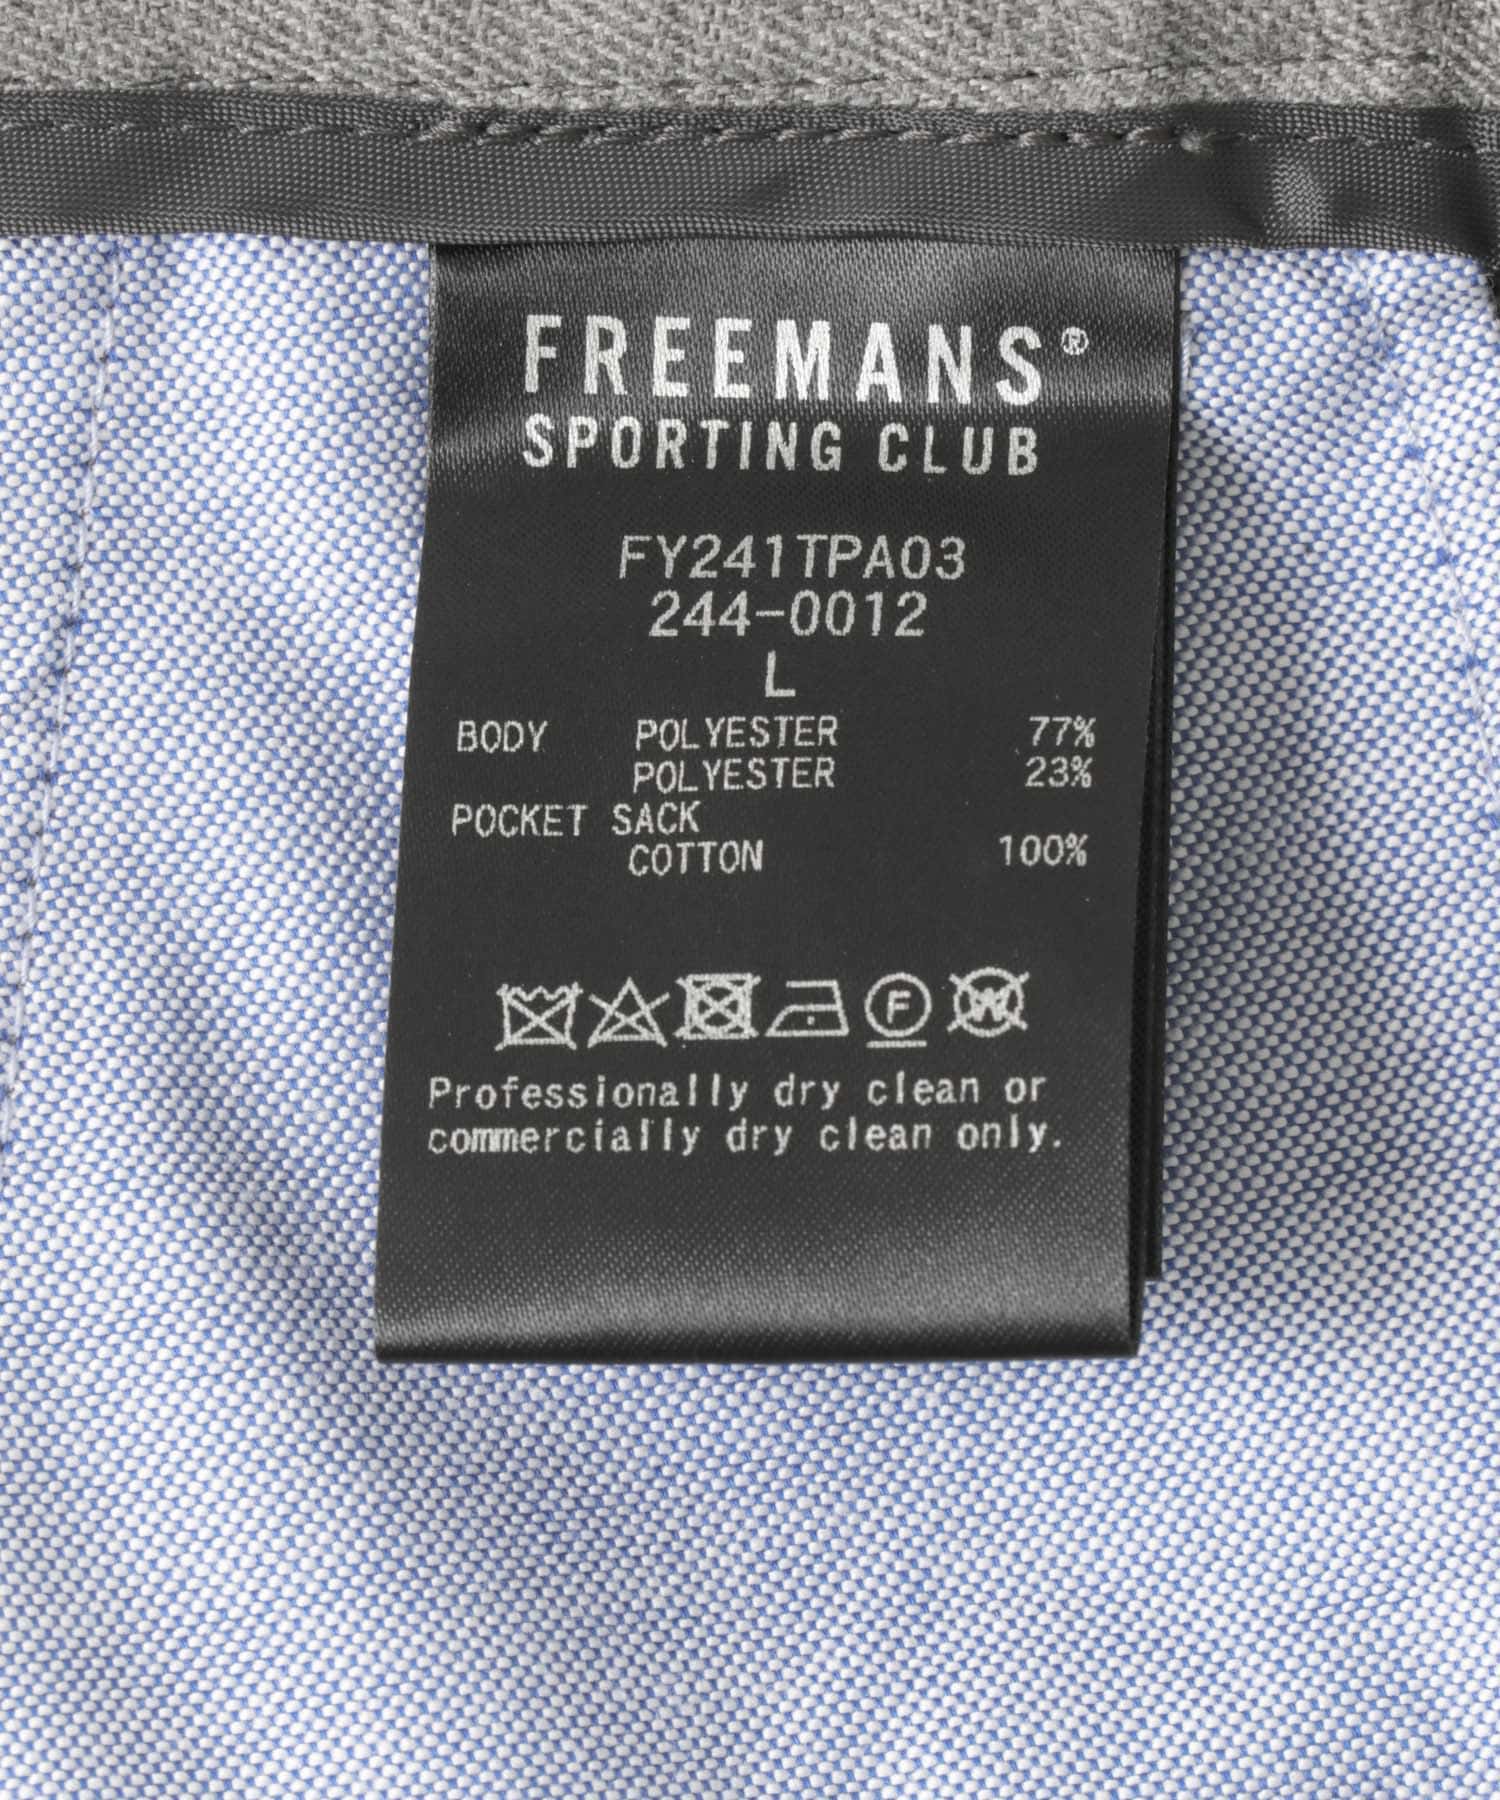 FREEMANS®
SPORTING CLUB
FY241TPA03
244-0012
L
BODY POLYESTER 77%
POLYESTER 23%
POCKET SACK
COTTON 100%
F W
Professionally dry clean or
commercially dry clean only.